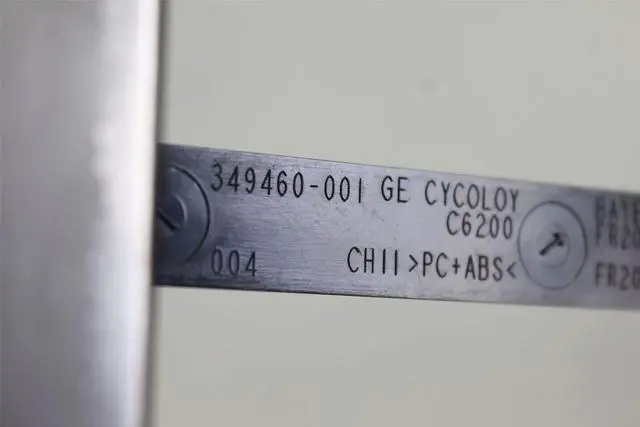 349460-001 GE CYCOLOY
C6200
004 CHII >PC+ABS<